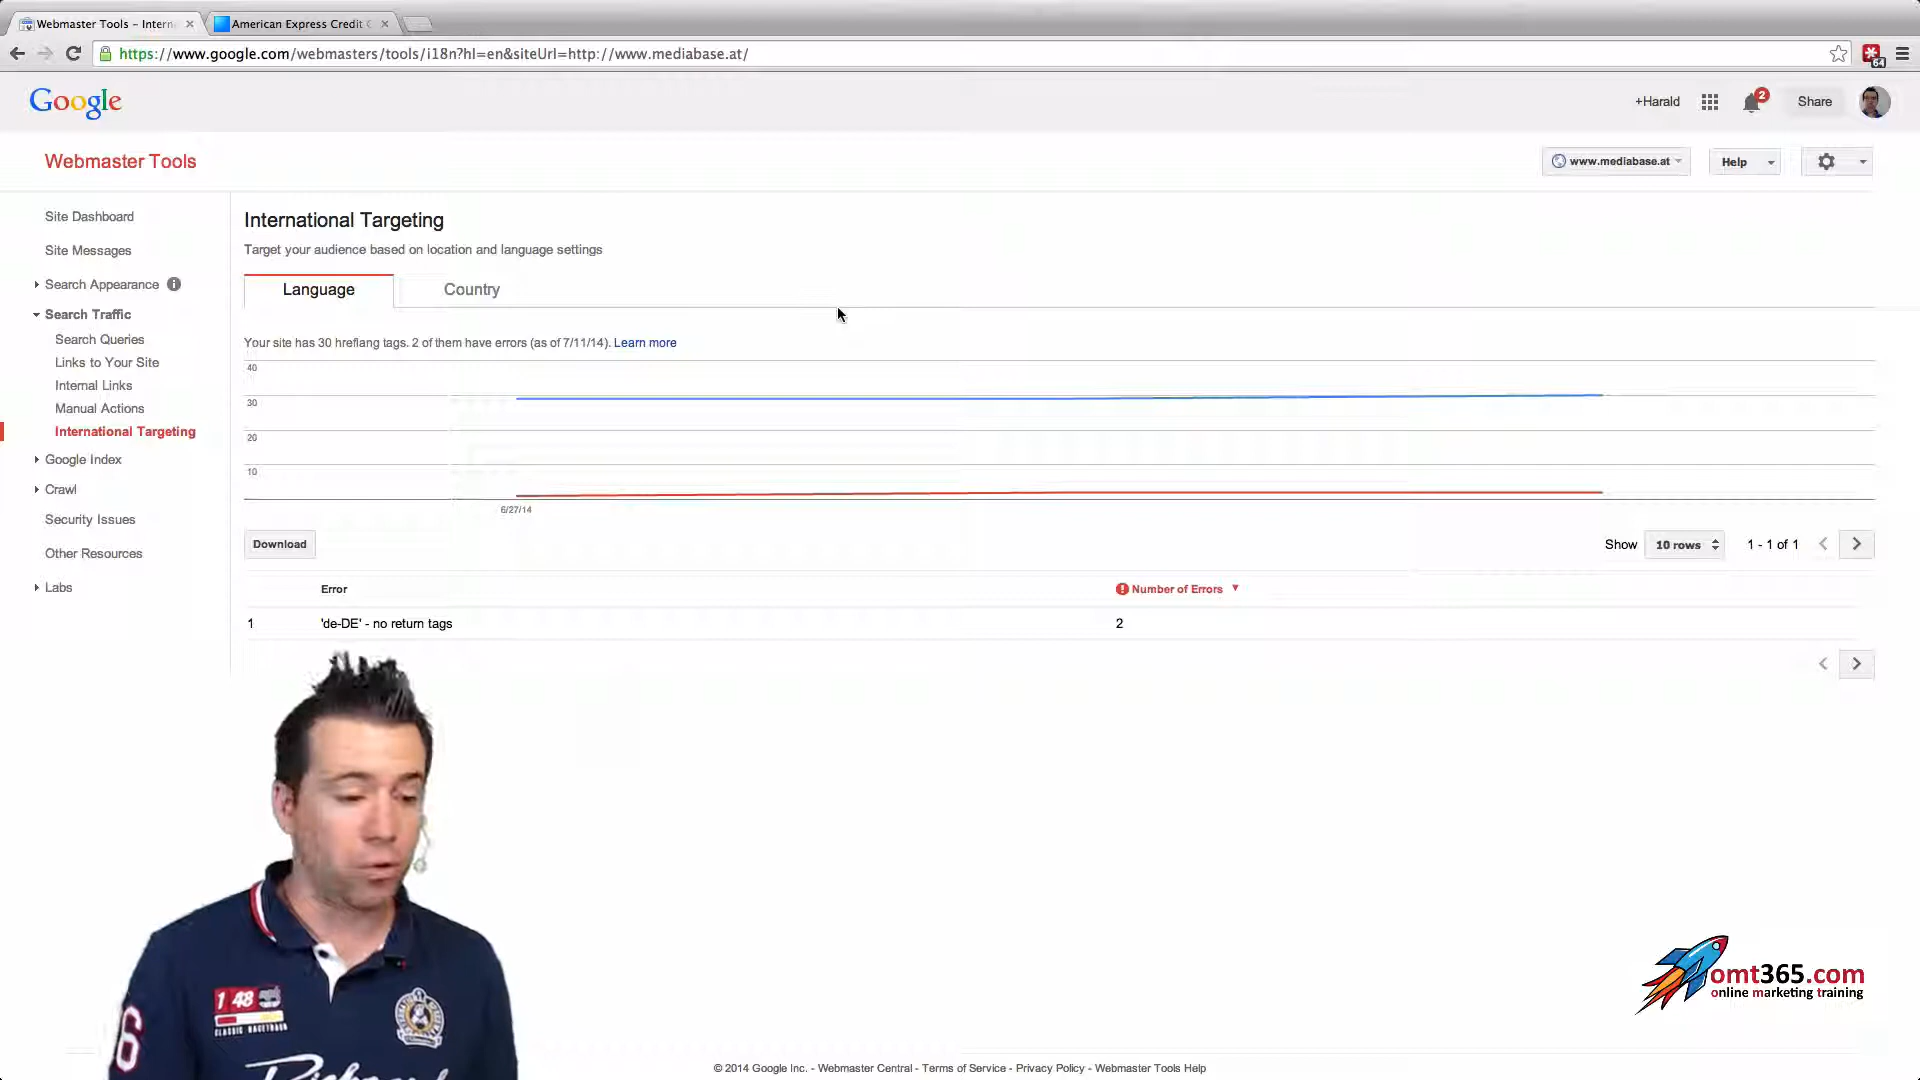 Webmaster Tools – Intern
American Express Credit C
https://www.google.com/webmasters/tools/i18n?hl=en&siteUrl=http://www.mediabase.at/
64
Google
+Harald
2
Share
Webmaster Tools
www.mediabase.at
Help
Site Dashboard
Site Messages
Search Appearance
Search Traffic
Search Queries
Links to Your Site
Internal Links
Manual Actions
International Targeting
Google Index
Crawl
Security Issues
Other Resources
Labs
International Targeting
Target your audience based on location and language settings
Language Country
Your site has 30 hreflang tags. 2 of them have errors (as of 7/11/14). Learn more
40
30
20
10
6/27/14
Download
Show 10 rows 1 - 1 of 1
Error Number of Errors
1 'de-DE' - no return tags 2
1 48
CLASSIC RACETRACK
6
omt365.com
online marketing training
© 2014 Google Inc. - Webmaster Central - Terms of Service - Privacy Policy - Webmaster Tools Help